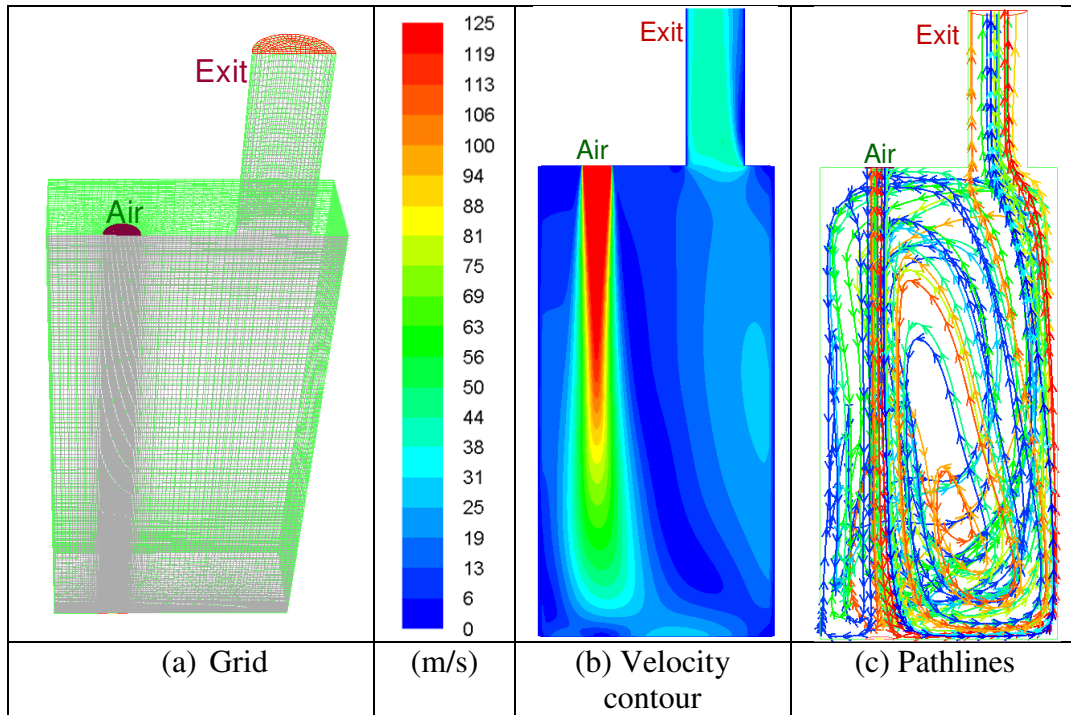 Exit
Air
125
119
113
106
100
94
88
81
75
69
63
56
50
44
38
31
25
19
13
6
0
Exit
Air
Exit
Air
(a) Grid
(m/s)
(b) Velocity
contour
(c) Pathlines